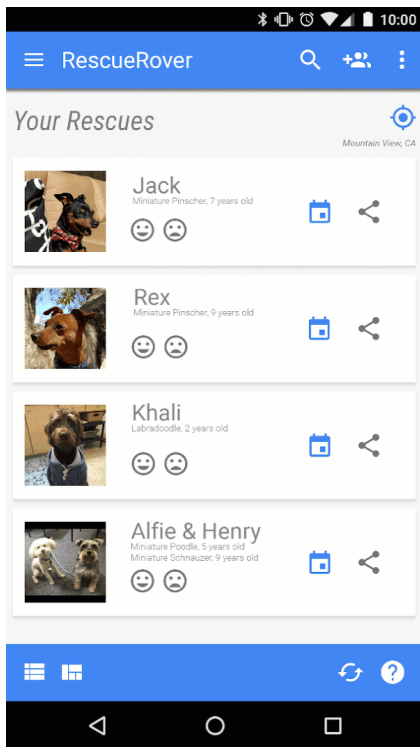 10:00
RescueRover
Your Rescues
Mountain View, CA
Jack
Miniature Pinscher, 7 years old
Rex
Miniature Pinscher, 9 years old
Khali
Labradoodle, 2 years old
Alfie & Henry
Miniature Poodle, 5 years old
Miniature Schnauzer, 9 years old
?